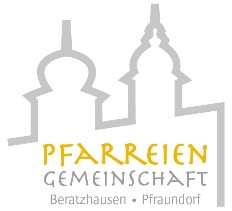 PFARREIEN
GEMEINSCHAFT
Beratzhausen • Pfraundorf